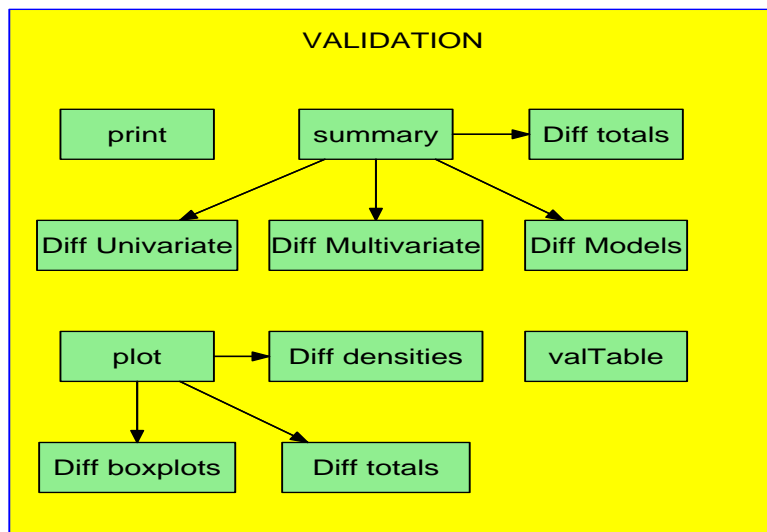 VALIDATION
print
summary
Diff totals
Diff Univariate
Diff Multivariate
Diff Models
plot
Diff densities
valTable
Diff boxplots
Diff totals